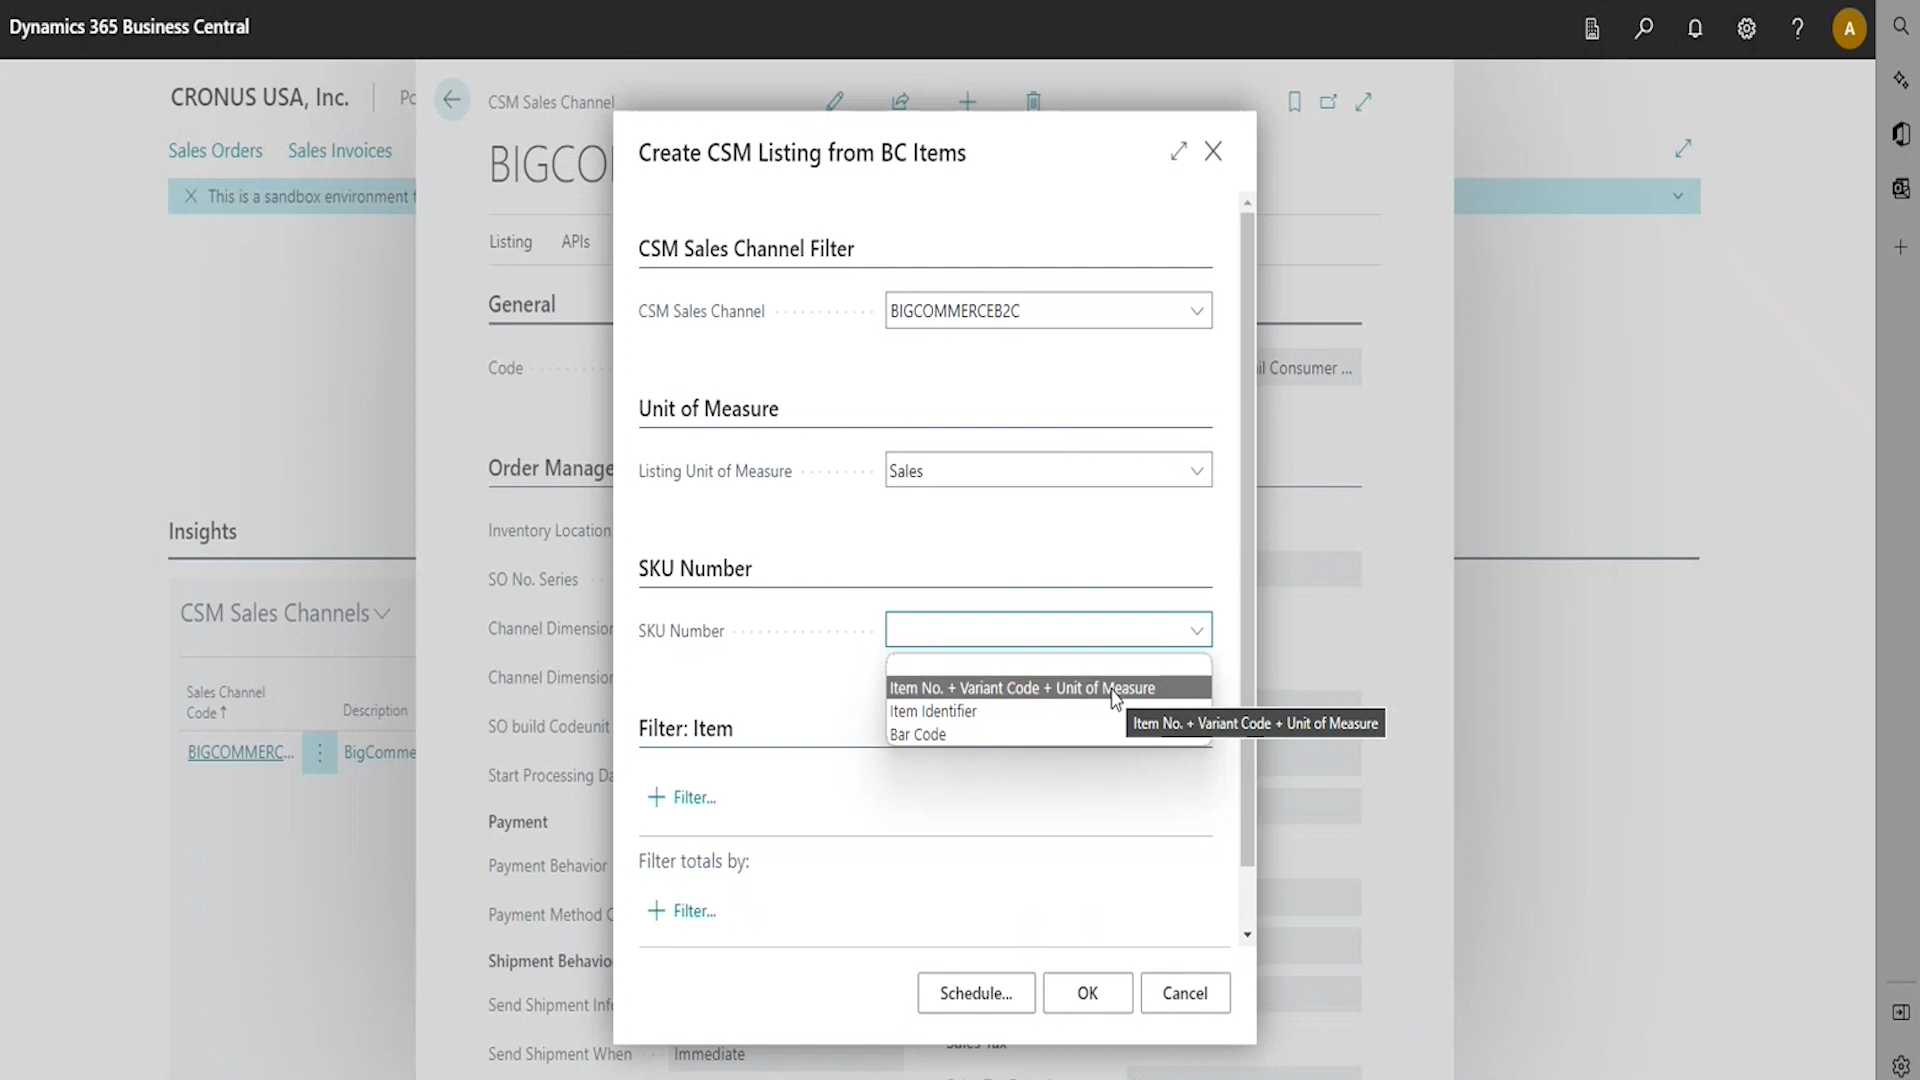 Dynamics 365 Business Central
A
CRONUS USA, Inc.
Sales Orders
Sales Invoices
This is a sandbox environment
Insights
CSM Sales Channels
Sales Channel
Code ↑
Description
BIGCOMMERC...
BigComme
CSM Sales Channel
BIGCO
Listing
APIs
General
Code
il Consumer ...
Order Manage
Inventory Location
SO No. Series
Channel Dimension
Channel Dimension
SO build Codeunit
Start Processing Da
Payment
Payment Behavior
Payment Method C
Shipment Behavio
Send Shipment Inf
Send Shipment When
Immediate
Create CSM Listing from BC Items
CSM Sales Channel Filter
CSM Sales Channel
BIGCOMMERCEB2C
Unit of Measure
Listing Unit of Measure
Sales
SKU Number
SKU Number
Item No. + Variant Code + Unit of Measure
Item Identifier
Bar Code
Item No. + Variant Code + Unit of Measure
Filter: Item
+ Filter...
Filter totals by:
+ Filter...
Schedule...
OK
Cancel